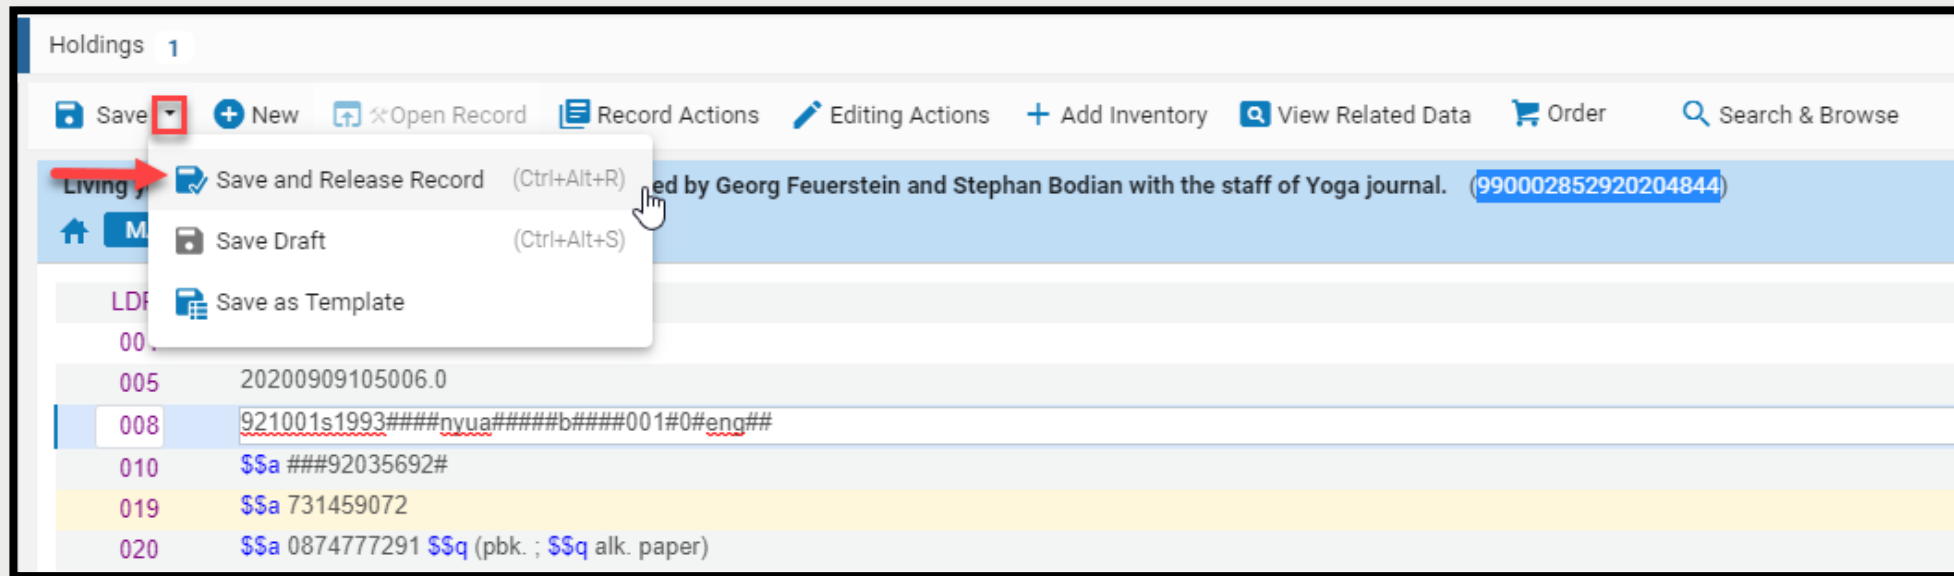 Holdings 1
Save New Open Record Record Actions Editing Actions Add Inventory View Related Data Order Search & Browse
Save and Release Record (Ctrl+Alt+R)
Living ed by Georg Feuerstein and Stephan Bodian with the staff of Yoga journal. (990002852920204844)
Save Draft (Ctrl+Alt+S)
Save as Template
005 20200909105006.0
008 921001s1993####nyua#####b####001#0#eng##
010 $$a ###92035692#
019 $$a 731459072
020 $$a 0874777291 $$q (pbk. ; $$q alk. paper)